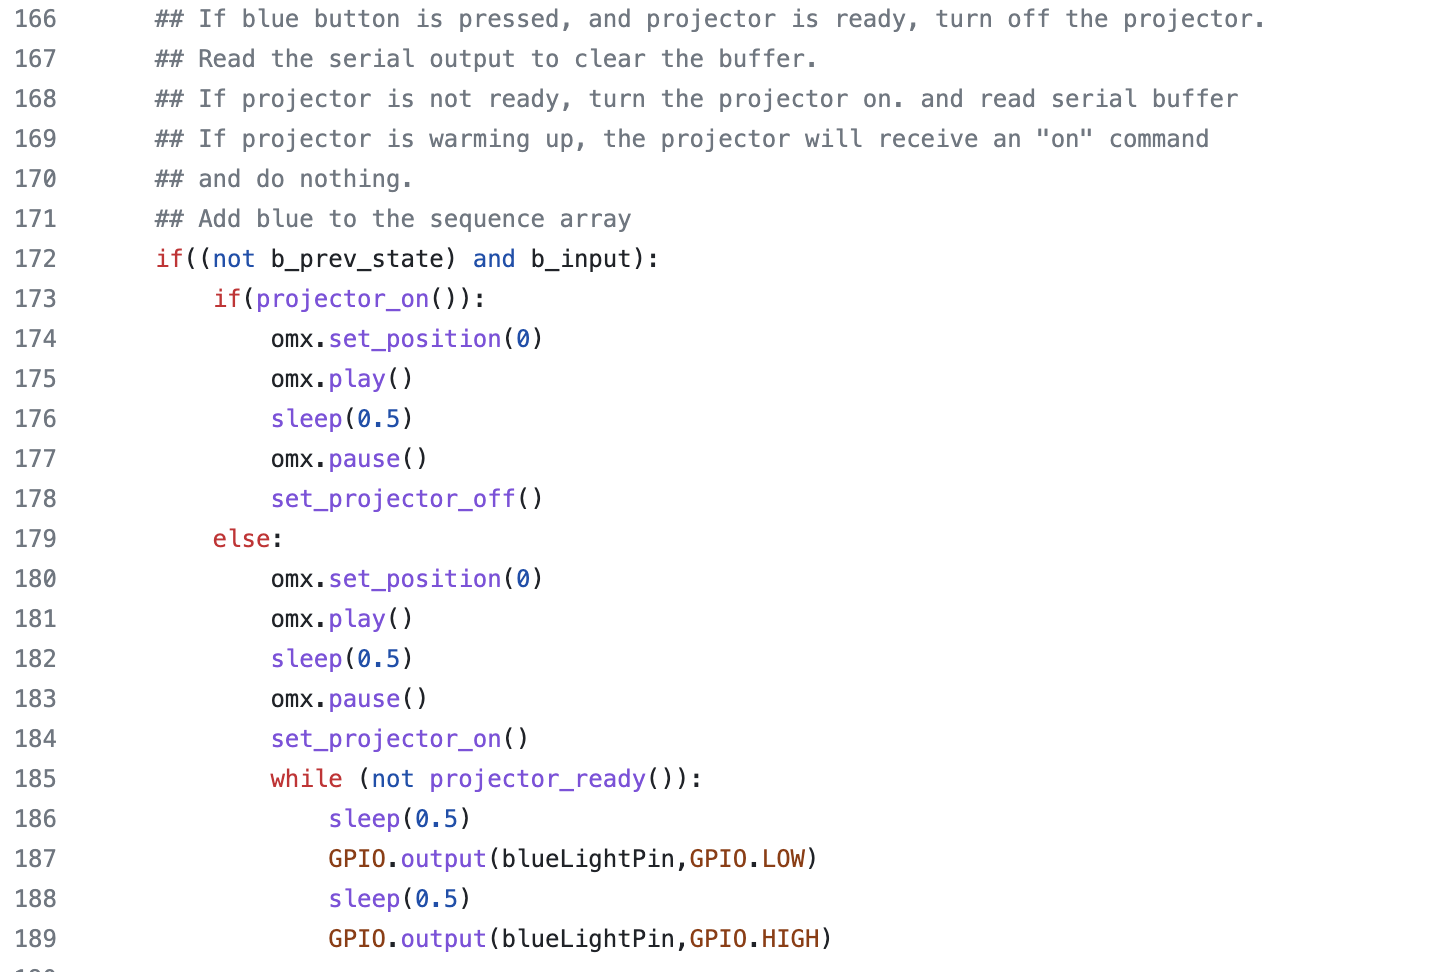 166 ## If blue button is pressed, and projector is ready, turn off the projector.
167 ## Read the serial output to clear the buffer.
168 ## If projector is not ready, turn the projector on. and read serial buffer
169 ## If projector is warming up, the projector will receive an "on" command
170 ## and do nothing.
171 ## Add blue to the sequence array
172 if((not b_prev_state) and b_input):
173 if(projector_on()):
174 omx.set_position(0)
175 omx.play()
176 sleep(0.5)
177 omx.pause()
178 set_projector_off()
179 else:
180 omx.set_position(0)
181 omx.play()
182 sleep(0.5)
183 omx.pause()
184 set_projector_on()
185 while (not projector_ready()):
186 sleep(0.5)
187 GPIO.output(blueLightPin,GPIO.LOW)
188 sleep(0.5)
189 GPIO.output(blueLightPin,GPIO.HIGH)